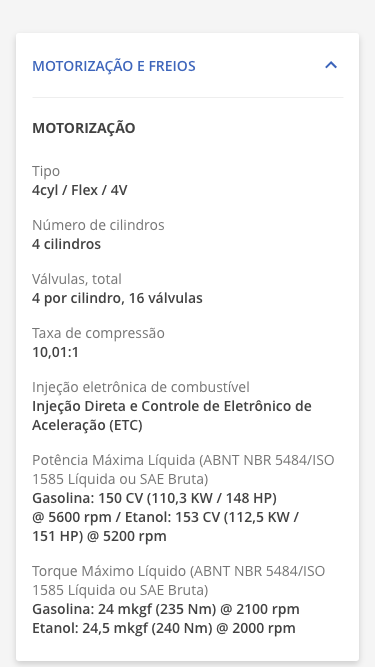 MOTORIZAÇÃO E FREIOS
MOTORIZAÇÃO
Tipo
4cyl / Flex / 4V
Número de cilindros
4 cilindros
Válvulas, total
4 por cilindro, 16 válvulas
Taxa de compressão
10,01:1
Injeção eletrônica de combustível
Injeção Direta e Controle de Eletrônico de
Aceleração (ETC)
Potência Máxima Líquida (ABNT NBR 5484/ISO
1585 Líquida ou SAE Bruta)
Gasolina: 150 CV (110,3 KW / 148 HP)
@ 5600 rpm / Etanol: 153 CV (112,5 KW /
151 HP) @ 5200 rpm
Torque Máximo Líquido (ABNT NBR 5484/ISO
1585 Líquida ou SAE Bruta)
Gasolina: 24 mkgf (235 Nm) @ 2100 rpm
Etanol: 24,5 mkgf (240 Nm) @ 2000 rpm